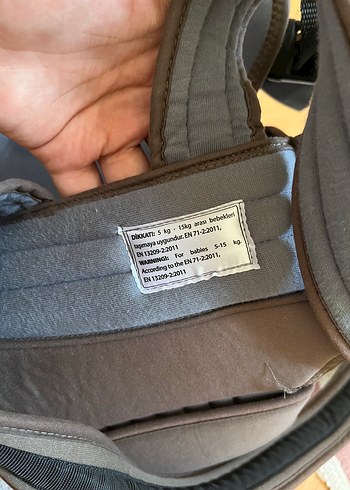 DİKKAT!: 5 kg - 15kg arası bebekleri
taşımaya uygundur. EN 71-2:2011,
EN 13209-2:2011
WARNING!: For babies 5-15 kg.
According to the EN 71-2:2011,
EN 13209-2:2011